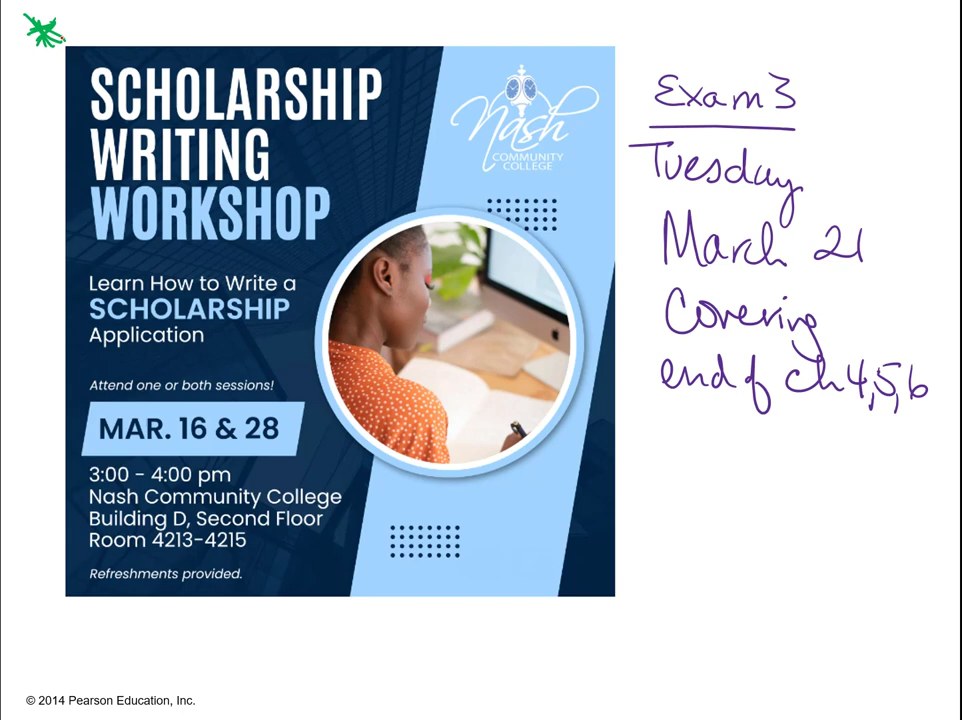 SCHOLARSHIP
WRITING
WORKSHOP
Nash
COMMUNITY
COLLEGE
Learn How to Write a
SCHOLARSHIP
Application
Attend one or both sessions!
MAR. 16 & 28
3:00 - 4:00 pm
Nash Community College
Building D, Second Floor
Room 4213-4215
Refreshments provided.
Exam 3
Tuesday
March 21
Covering
end of Ch 4,5,6
© 2014 Pearson Education, Inc.